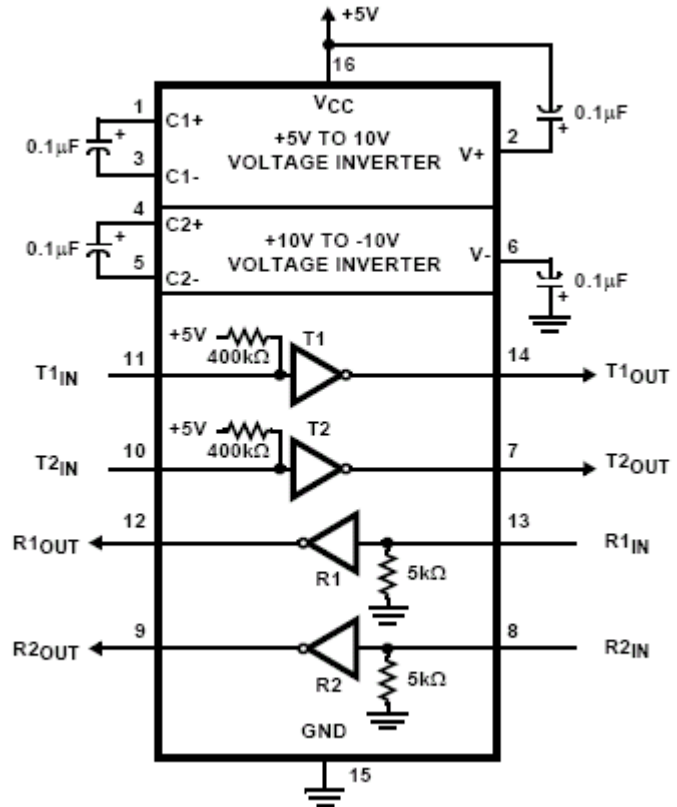 +5V
16
VCC
1
C1+
0.1µF
+
3
C1-
+5V TO 10V
VOLTAGE INVERTER
V+
2
0.1µF
+
4
C2+
0.1µF
+
5
C2-
+10V TO -10V
VOLTAGE INVERTER
V-
6
0.1µF
+
+5V
400kΩ
T1
T1IN
11
14
T1OUT
+5V
400kΩ
T2
T2IN
10
7
T2OUT
R1OUT
12
R1
13
R1IN
5kΩ
R2OUT
9
R2
8
R2IN
5kΩ
GND
15